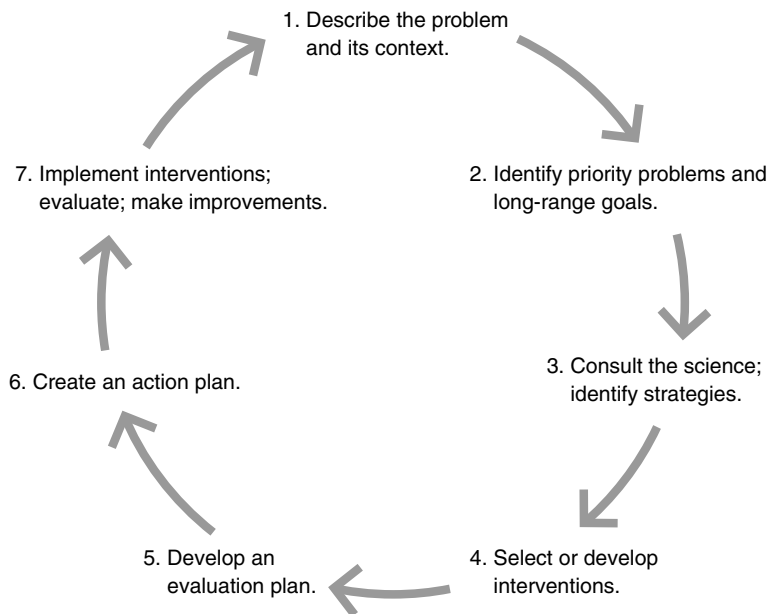 1. Describe the problem
and its context.
2. Identify priority problems and
long-range goals.
3. Consult the science;
identify strategies.
4. Select or develop
interventions.
5. Develop an
evaluation plan.
6. Create an action plan.
7. Implement interventions;
evaluate; make improvements.